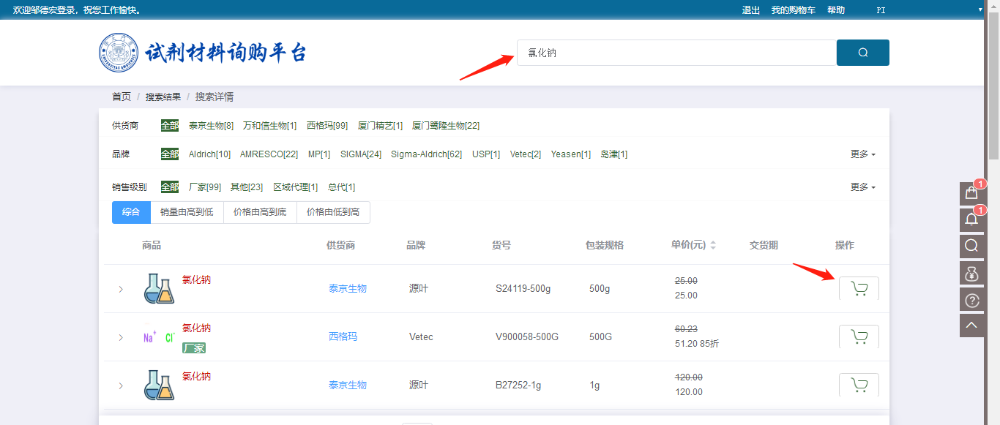 欢迎邹德宏登录，祝您工作愉快。 退出 我的购物车 帮助 PI
试剂材料询购平台 氯化钠
首页 / 搜索结果 / 搜索详情
供货商 全部 泰京生物[8] 万和信生物[1] 西格玛[99] 厦门精艺[1] 厦门鹭隆生物[22]
品牌 全部 Aldrich[10] AMRESCO[22] MP[1] SIGMA[24] Sigma-Aldrich[62] USP[1] Vetec[2] Yeasen[1] 岛津[1] 更多
销售级别 全部 厂家[99] 其他[23] 区域代理[1] 总代[1] 更多
综合 销量由高到低 价格由高到底 价格由低到高
1
1
商品 供货商 品牌 货号 包装规格 单价(元) 交货期 操作
氯化钠 泰京生物 源叶 S24119-500g 500g 25.00
25.00
Na+ Cl- 氯化钠 西格玛 Vetec V900058-500G 500G 60.23
厂家 51.20 85折
氯化钠 泰京生物 源叶 B27252-1g 1g 120.00
120.00